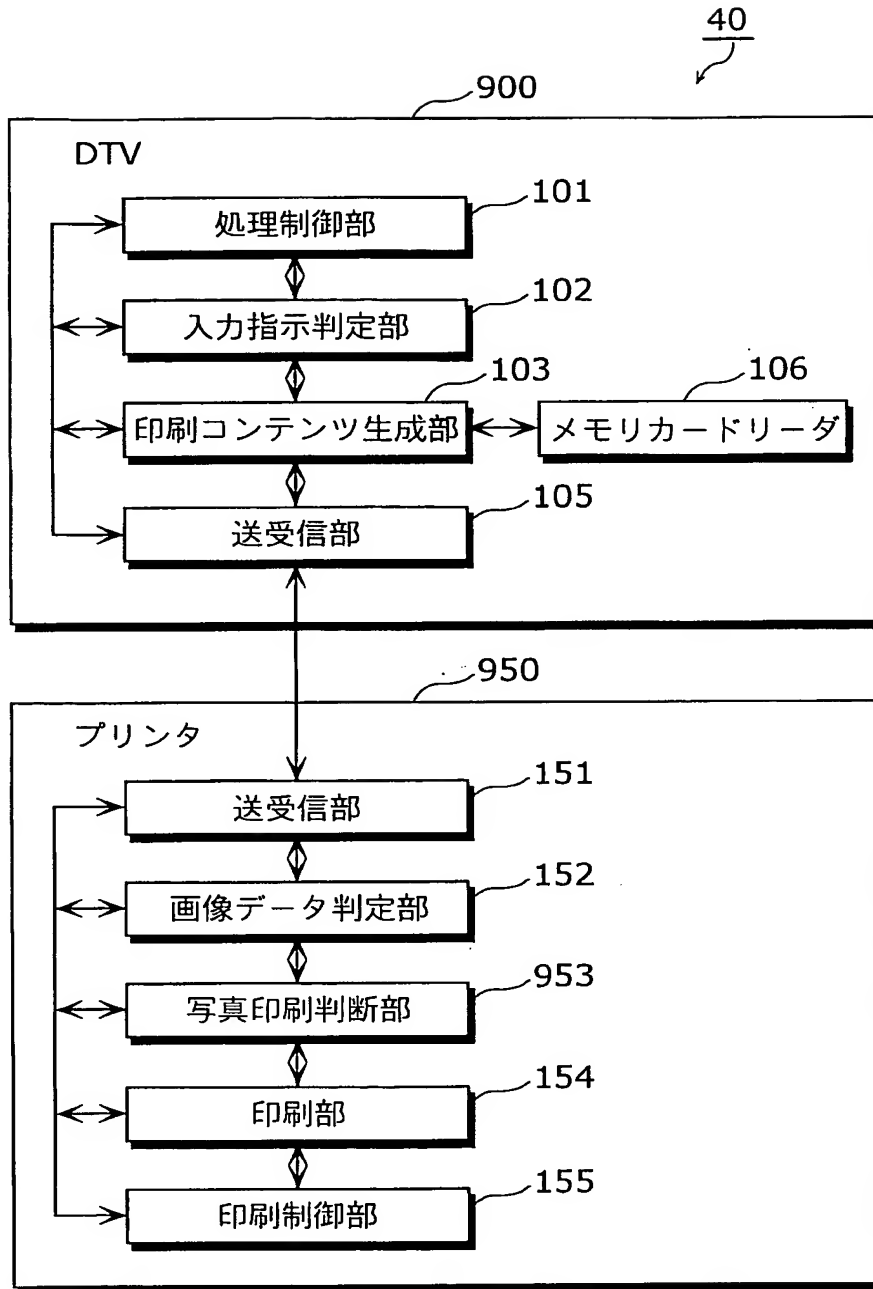 40
900
DTV
101
処理制御部
102
入力指示判定部
103
106
印刷コンテンツ生成部
メモリカードリーダ
105
送受信部
950
プリンタ
151
送受信部
152
画像データ判定部
953
写真印刷判断部
154
印刷部
155
印刷制御部